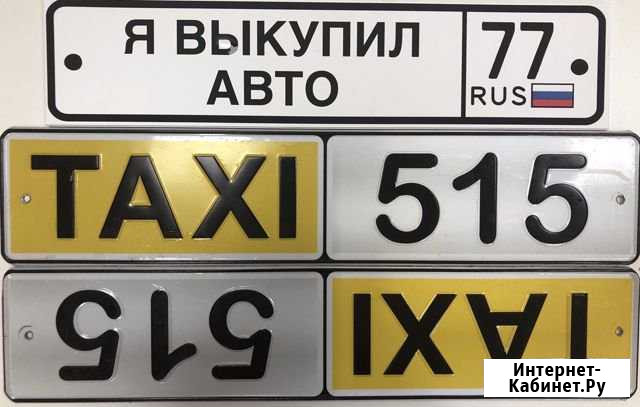 Я ВЫКУПИЛ
АВТО
77
RUS
TAXI 515
TAXI 515
Интернет-
Кабинет.Ру